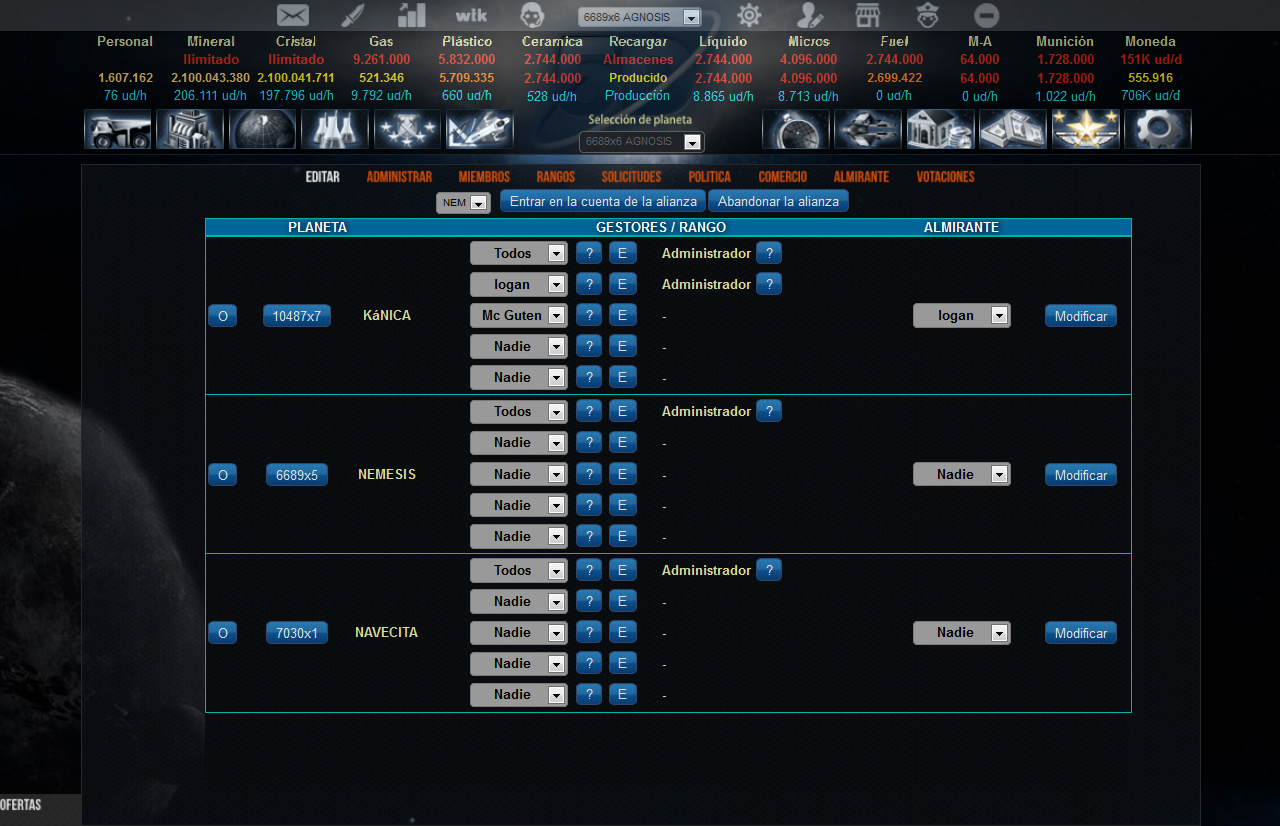 wik 6689x6 AGNOSIS
Personal Mineral Cristal Gas Plástico Ceramica Recargar Líquido Micros Fuel M-A Munición Moneda
Ilimitado Ilimitado 9.261.000 5.832.000 2.744.000 Almacenes 2.744.000 4.096.000 2.744.000 64.000 1.728.000 151K ud/d
1.607.162 2.100.043.380 2.100.041.711 521.346 5.709.335 2.744.000 Producido 2.744.000 4.096.000 2.699.422 64.000 1.728.000 555.916
76 ud/h 206.111 ud/h 197.796 ud/h 9.792 ud/h 660 ud/h 528 ud/h Producción 8.865 ud/h 8.713 ud/h 0 ud/h 0 ud/h 1.022 ud/h 706K ud/d
Selección de planeta
6689x6 AGNOSIS
EDITAR ADMINISTRAR MIEMBROS RANGOS SOLICITUDES POLITICA COMERCIO ALMIRANTE VOTACIONES
NEM Entrar en la cuenta de la alianza Abandonar la alianza
PLANETA GESTORES / RANGO ALMIRANTE
Todos ? E Administrador ?
logan ? E Administrador ?
O 10487x7 KáNICA Mc Guten ? E - logan Modificar
Nadie ? E -
Nadie ? E -
Todos ? E Administrador ?
Nadie ? E -
O 6689x5 NEMESIS Nadie ? E - Nadie Modificar
Nadie ? E -
Nadie ? E -
Todos ? E Administrador ?
Nadie ? E -
O 7030x1 NAVECITA Nadie ? E - Nadie Modificar
Nadie ? E -
Nadie ? E -
OFERTAS